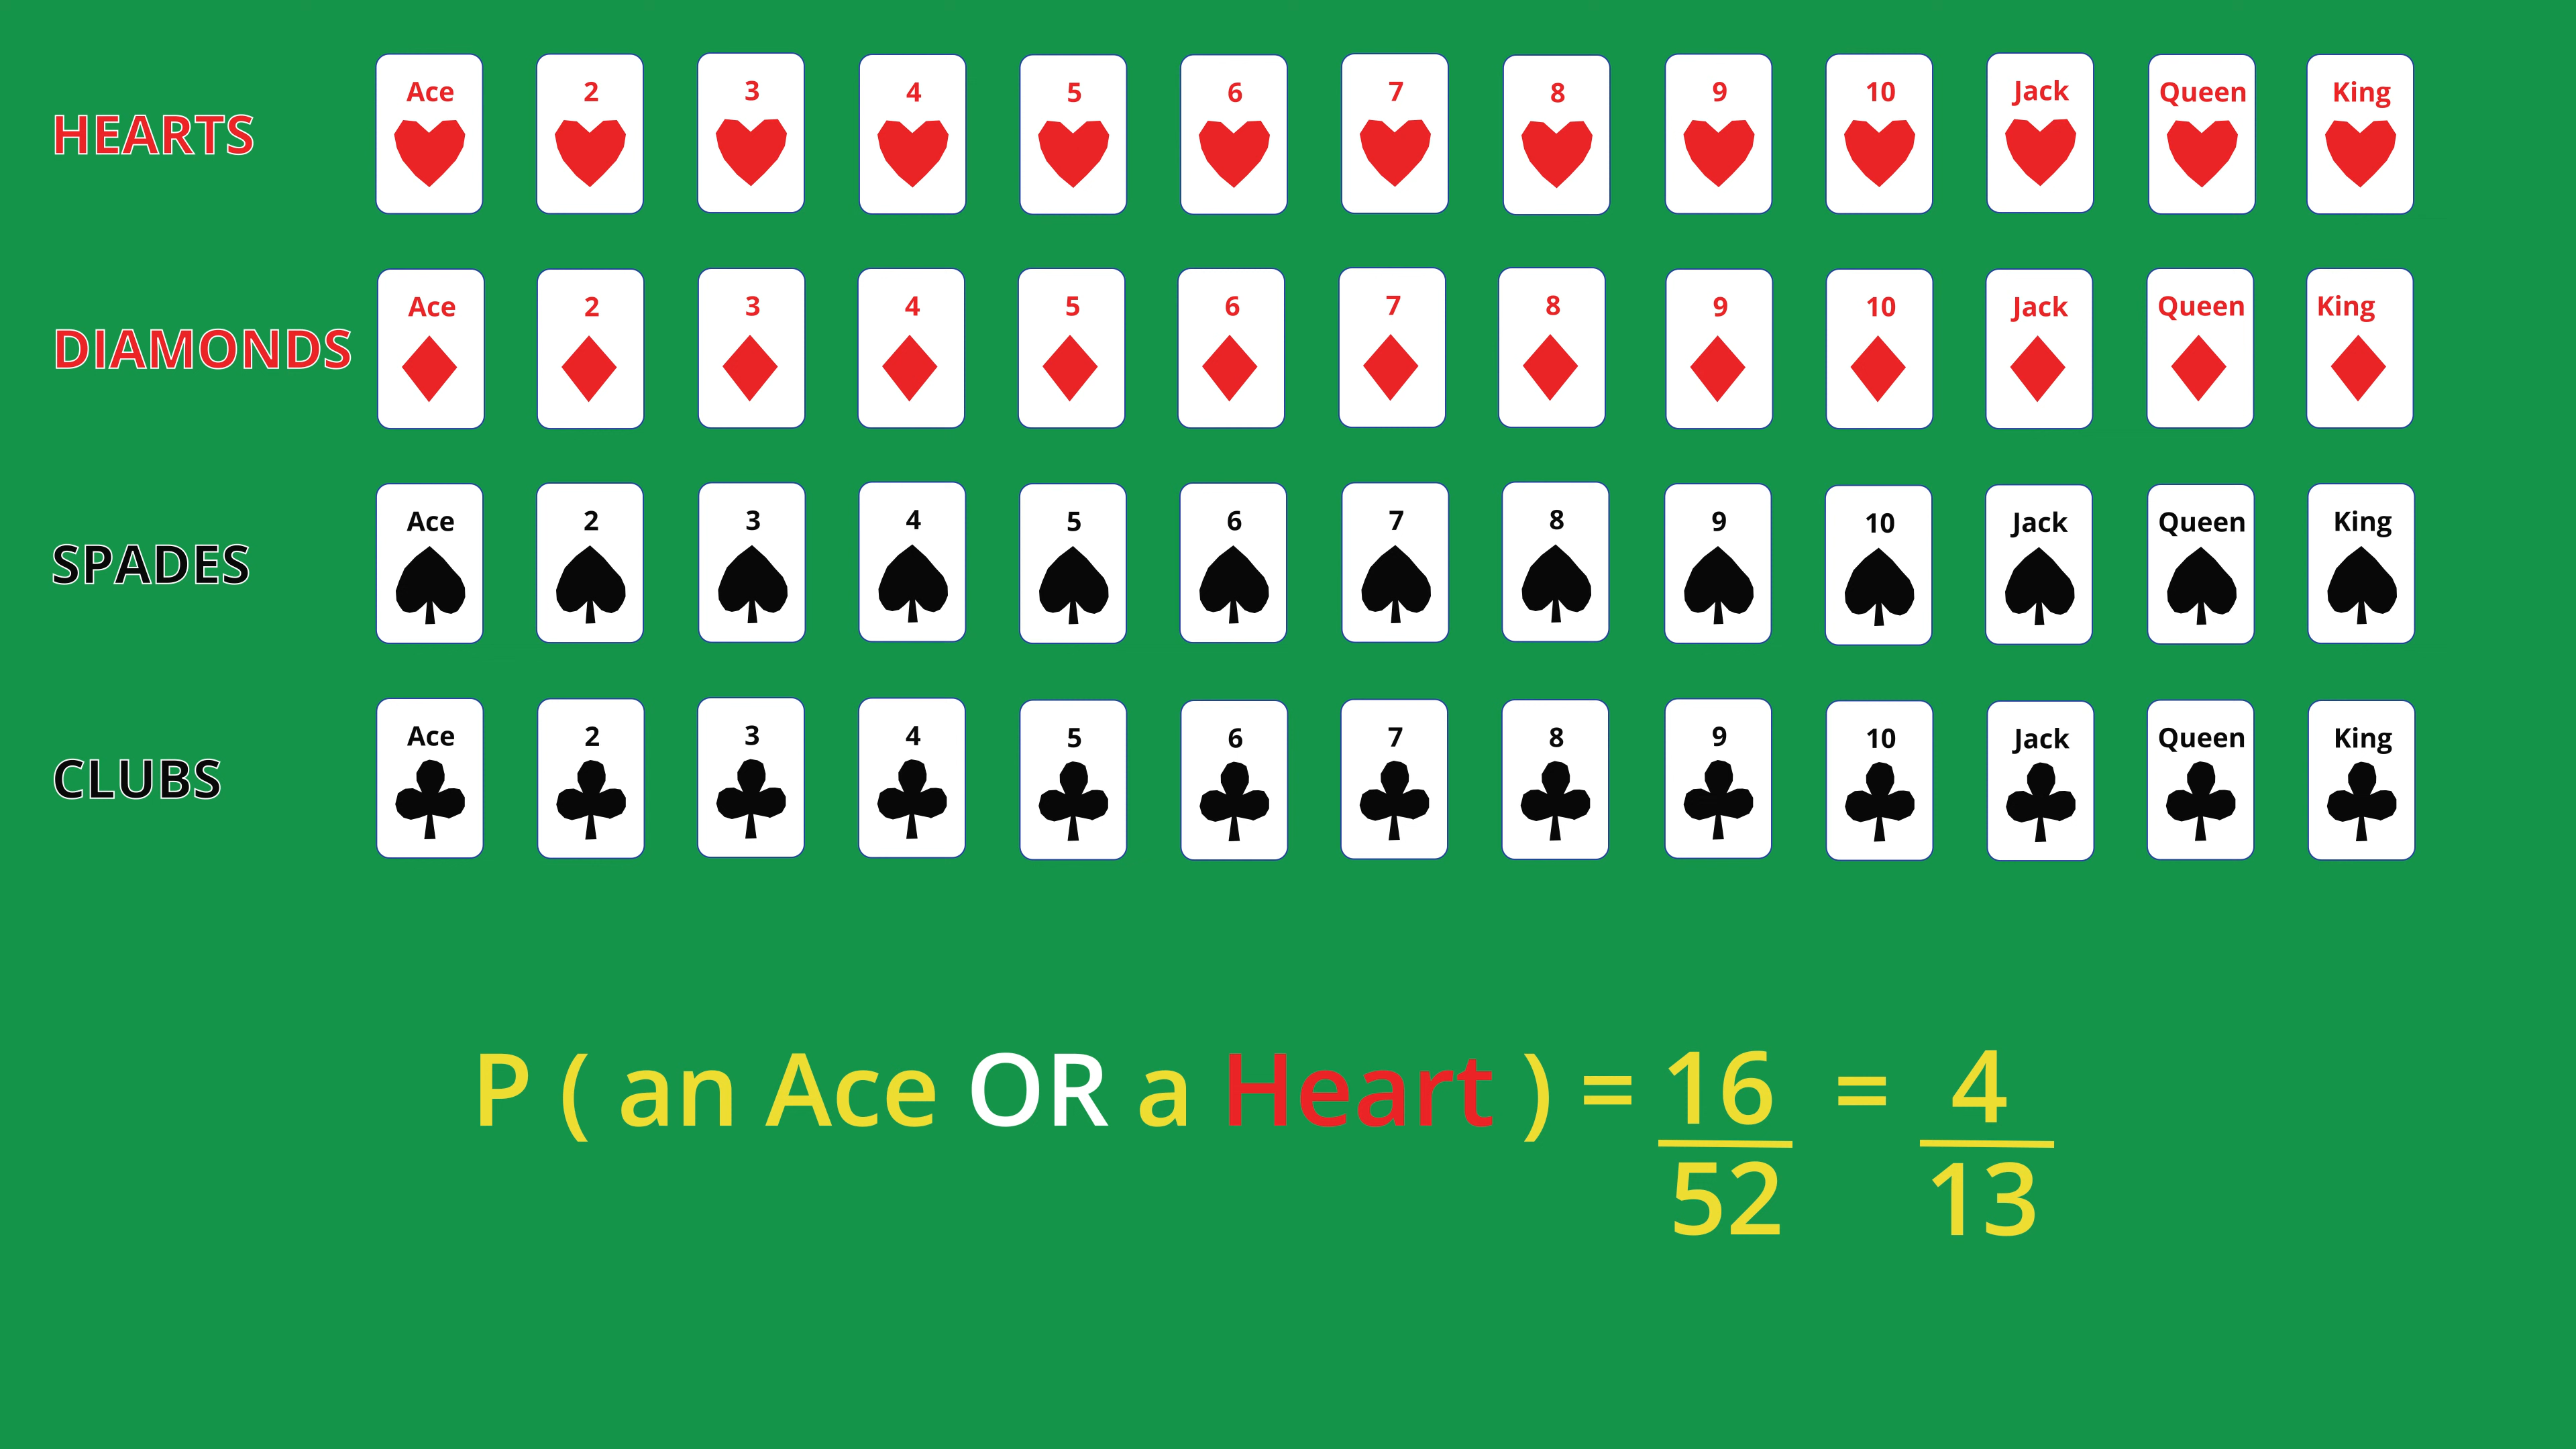 HEARTS Ace 2 3 4 5 6 7 8 9 10 Jack Queen King
DIAMONDS Ace 2 3 4 5 6 7 8 9 10 Jack Queen King
SPADES Ace 2 3 4 5 6 7 8 9 10 Jack Queen King
CLUBS Ace 2 3 4 5 6 7 8 9 10 Jack Queen King
P ( an Ace OR a Heart ) = 16 = 4
52 13